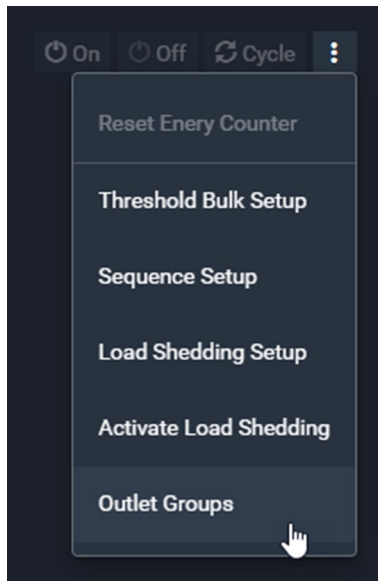 On Off Cycle
Reset Enery Counter
Threshold Bulk Setup
Sequence Setup
Load Shedding Setup
Activate Load Shedding
Outlet Groups